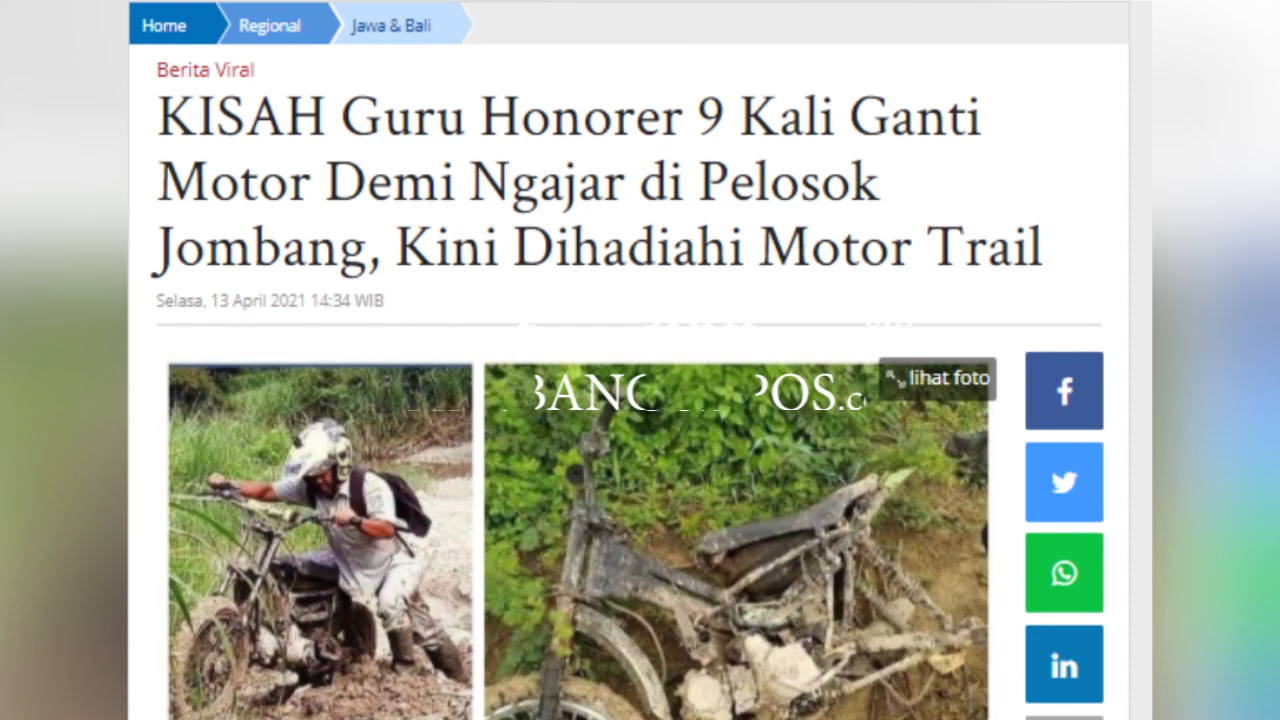 Home Regional Jawa & Bali
Berita Viral
KISAH Guru Honorer 9 Kali Ganti
Motor Demi Ngajar di Pelosok
Jombang, Kini Dihadiahi Motor Trail
Selasa, 13 April 2021 14:34 WIB
lihat foto